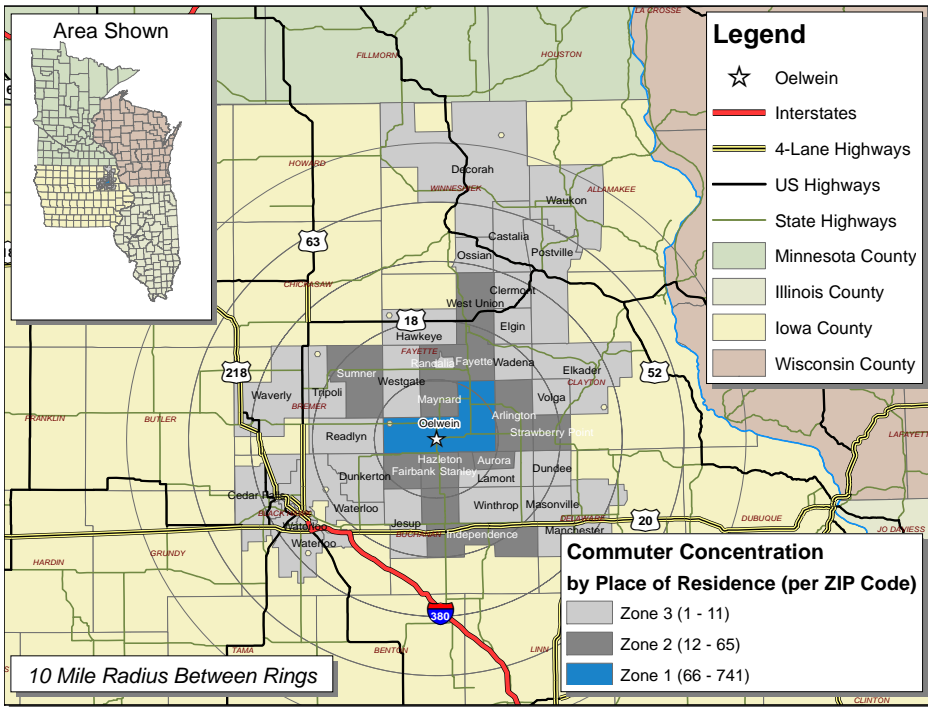 Area Shown
Legend
Oelwein
Interstates
4-Lane Highways
US Highways
State Highways
Minnesota County
Illinois County
Iowa County
Wisconsin County
LA CROSSE
FILLMORN
HOUSTON
HOWARD
Decorah
WINNESHIEK
ALLAMAKEE
Waukon
63
Castalia
Postville
Ossian
CHICKASAW
Clermont
West Union
18
Elgin
Hawkeye
FAYETTE
Randalia
Fayette
Wadena
52
218
Sumner
Westgate
Elkader
CLAYTON
Waverly
Tripoli
Maynard
Volga
BREMER
Arlington
FRANKLIN
BUTLER
Oelwein
Strawberry Point
LAFAYETT
Readlyn
Hazleton
Aurora
Fairbank
Stanley
Dundee
Dunkerton
Lamont
Cedar Falls
Waterloo
Winthrop
Masonville
BLACK HAWK
Waterloo
Jesup
DELAWARE
20
DUBUQUE
Independence
Manchester
BUCHANAN
JO DAVIESS
Waterloo
GRUNDY
HARDIN
380
TAMA
BENTON
LINN
CLINTON
10 Mile Radius Between Rings
Commuter Concentration
by Place of Residence (per ZIP Code)
Zone 3 (1 - 11)
Zone 2 (12 - 65)
Zone 1 (66 - 741)